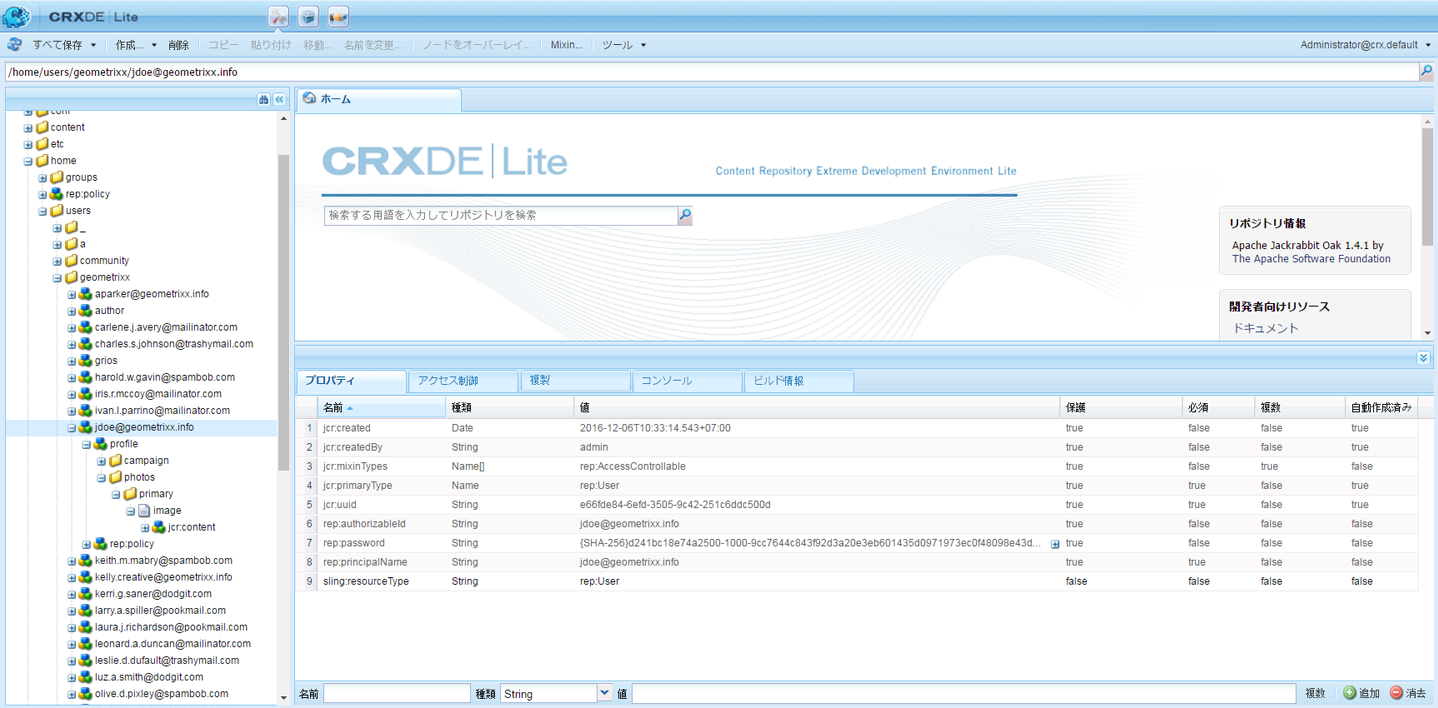 CRXDE | Lite
すべて保存 作成... 削除 コピー 貼り付け 移動... 名前を変更... ノードをオーバーレイ... Mixin... ツール Administrator@crx.default
/home/users/geometrixx/jdoe@geometrixx.info
conf
content
etc
home
groups
rep:policy
users
_
a
community
geometrixx
aparker@geometrixx.info
author
carlene.j.avery@mailinator.com
charles.s.johnson@trashymail.com
grios
harold.w.gavin@spambob.com
iris.r.mccoy@mailinator.com
ivan.l.parrino@mailinator.com
jdoe@geometrixx.info
profile
campaign
photos
primary
image
jcr:content
rep:policy
keith.m.mabry@spambob.com
kelly.creative@geometrixx.info
kerri.g.saner@dodgit.com
larry.a.spiller@pookmail.com
laura.j.richardson@pookmail.com
leonard.a.duncan@mailinator.com
leslie.d.dufault@trashymail.com
luz.a.smith@dodgit.com
olive.d.pixley@spambob.com
ホーム
CRXDE | Lite
Content Repository Extreme Development Environment Lite
検索する用語を入力してリポジトリを検索
リポジトリ情報
Apache Jackrabbit Oak 1.4.1 by
The Apache Software Foundation
開発者向けリソース
ドキュメント
プロパティ アクセス制御 複製 コンソール ビルド情報
名前 種類 値 保護 必須 複数 自動作成済み
1 jcr:created Date 2016-12-06T10:33:14.543+07:00 true false false true
2 jcr:createdBy String admin true false false true
3 jcr:mixinTypes Name[] rep:AccessControllable true false true false
4 jcr:primaryType Name rep:User true true false true
5 jcr:uuid String e66fde84-6efd-3505-9c42-251c6ddc500d true false false false
6 rep:authorizableId String jdoe@geometrixx.info true false false false
7 rep:password String {SHA-256}d241bc18e74a2500-1000-9cc7644c843f92d3a20e3eb601435d0971973ec0f48098e43d... true false false false
8 rep:principalName String jdoe@geometrixx.info true true false false
9 sling:resourceType String rep:User false false false false
名前 種類 String 値 複数 追加 消去